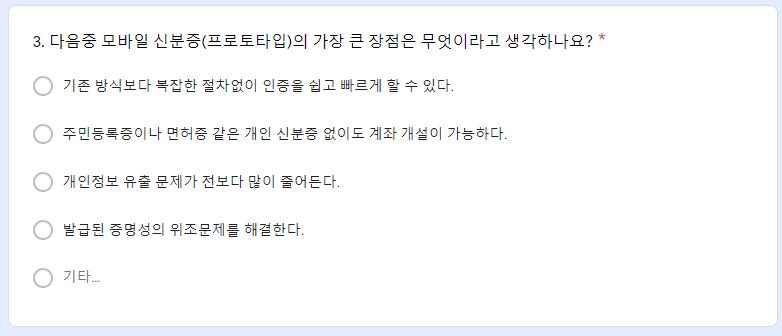 3. 다음중 모바일 신분증(프로토타입)의 가장 큰 장점은 무엇이라고 생각하나요? *
기존 방식보다 복잡한 절차없이 인증을 쉽고 빠르게 할 수 있다.
주민등록증이나 면허증 같은 개인 신분증 없이도 계좌 개설이 가능하다.
개인정보 유출 문제가 전보다 많이 줄어든다.
발급된 증명성의 위조문제를 해결한다.
기타...